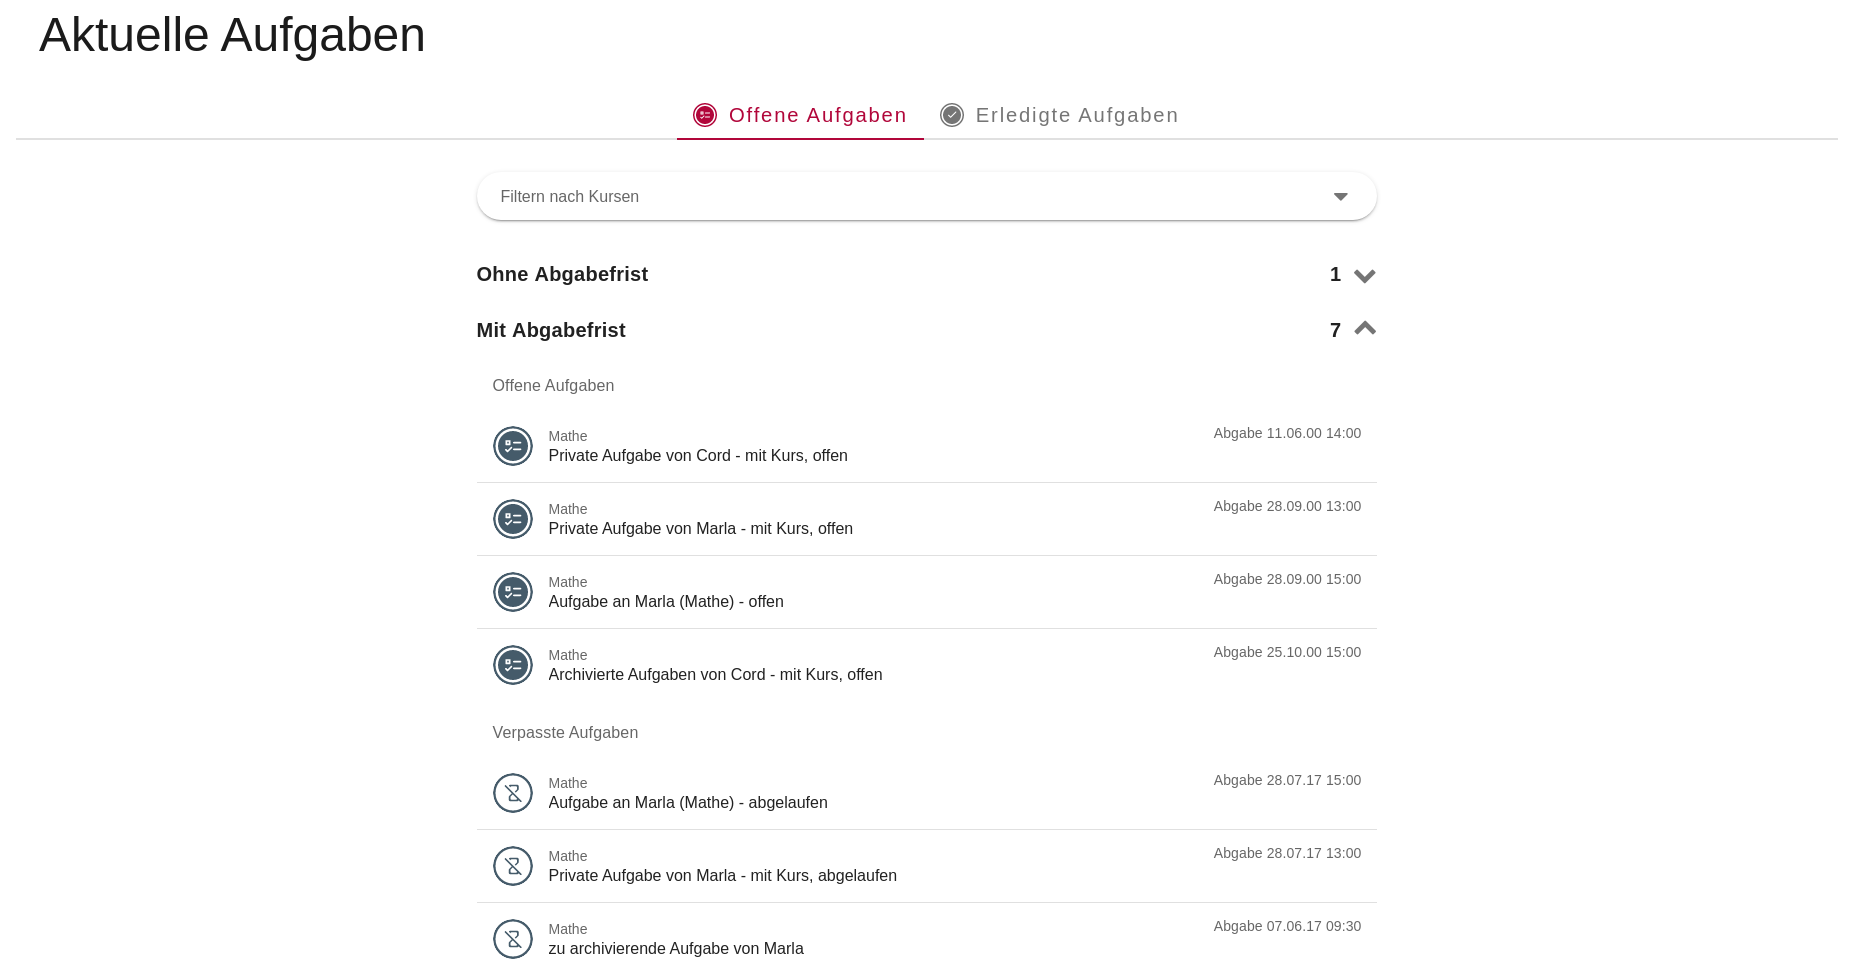 Aktuelle Aufgaben
Offene Aufgaben
Erledigte Aufgaben
Filtern nach Kursen
Ohne Abgabefrist 1
Mit Abgabefrist 7
Offene Aufgaben
Mathe
Abgabe 11.06.00 14:00
Private Aufgabe von Cord - mit Kurs, offen
Mathe
Abgabe 28.09.00 13:00
Private Aufgabe von Marla - mit Kurs, offen
Mathe
Abgabe 28.09.00 15:00
Aufgabe an Marla (Mathe) - offen
Mathe
Abgabe 25.10.00 15:00
Archivierte Aufgaben von Cord - mit Kurs, offen
Verpasste Aufgaben
Mathe
Abgabe 28.07.17 15:00
Aufgabe an Marla (Mathe) - abgelaufen
Mathe
Abgabe 28.07.17 13:00
Private Aufgabe von Marla - mit Kurs, abgelaufen
Mathe
Abgabe 07.06.17 09:30
zu archivierende Aufgabe von Marla